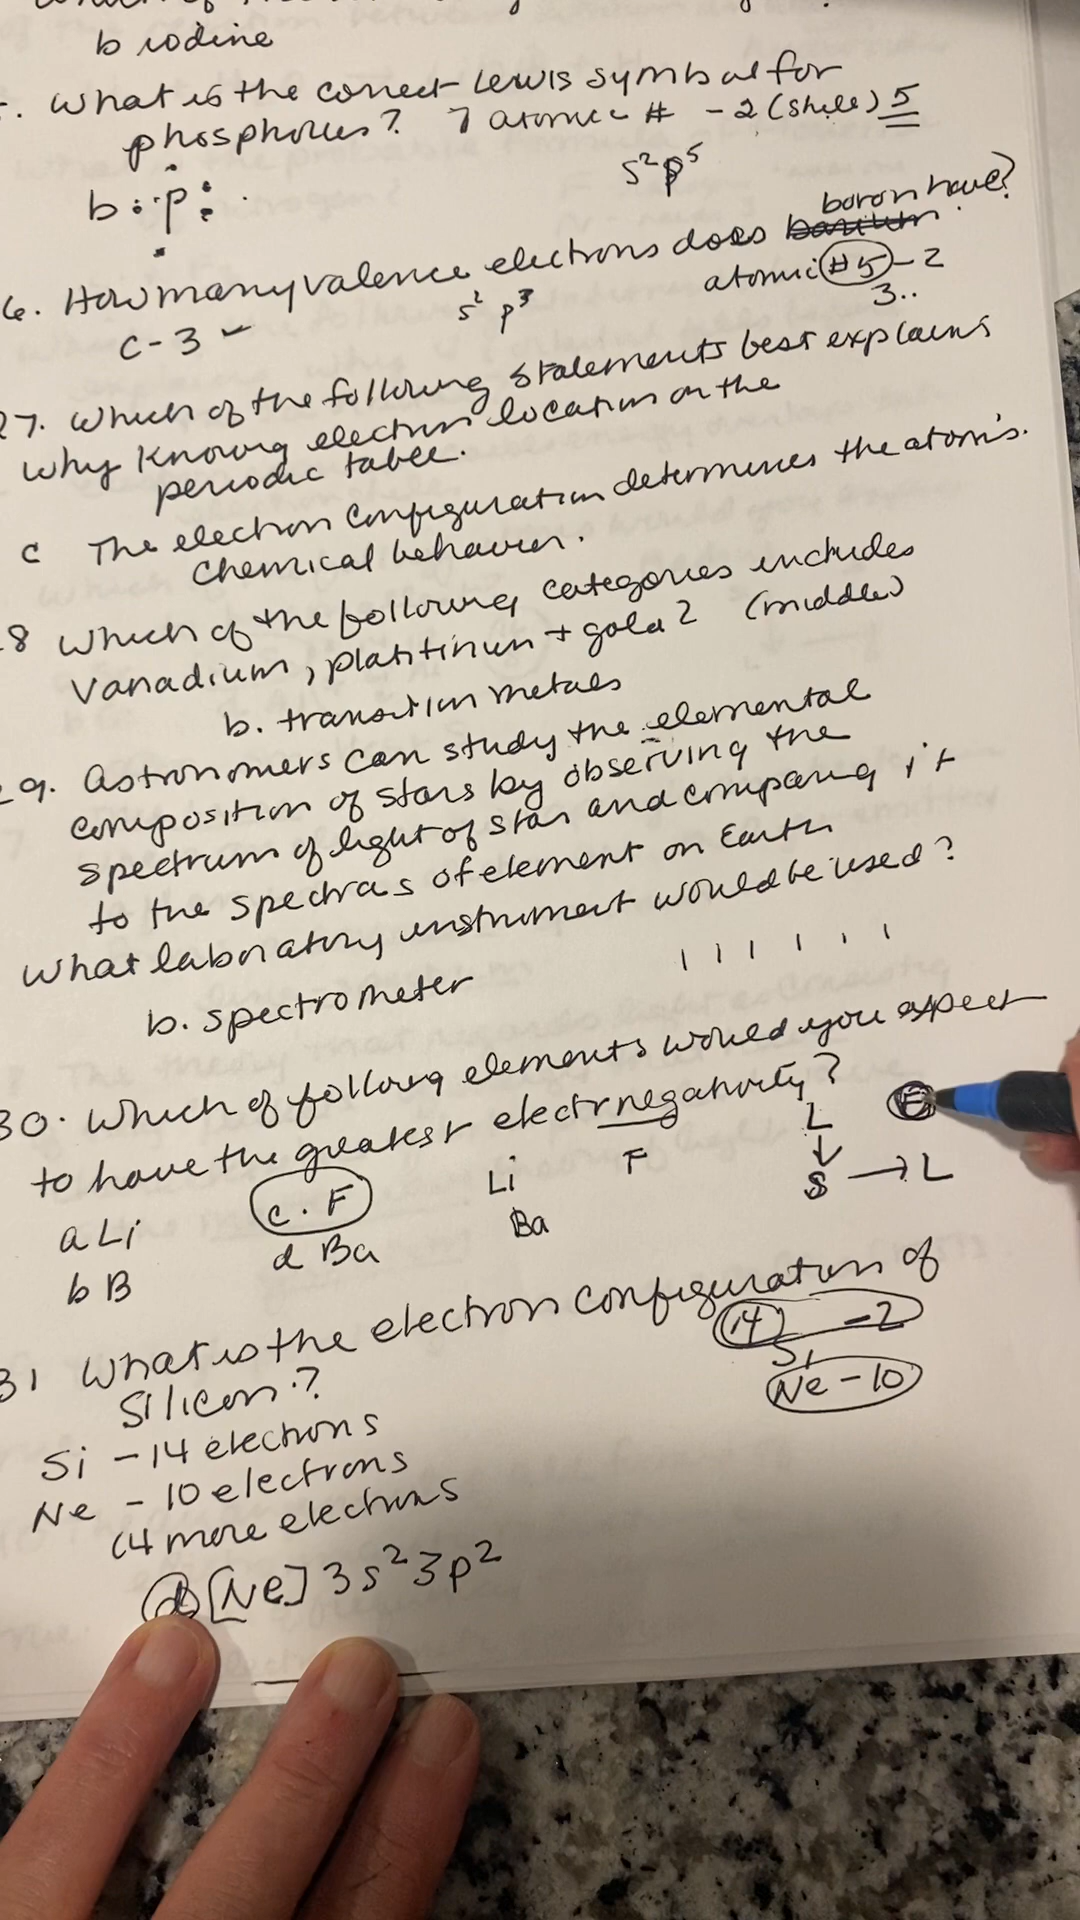 b iodine
. What is the correct Lewis symbal for
phospholus? 7 atomic # - 2 (shell) 5
s² p⁵
b :P:
boron have?
6. How many valence electrons does barium.
atomic #5 - 2
3..
s² p³
c - 3
27. Which of the following statements best explains
why knowing electron location on the
periodic table.
c The electron configuration determines the atom's.
chemical behavior.
8 Which of the following categories includes
Vanadium, platitinum + gold? (middle)
b. transition metals
9. Astronomers can study the elemental
composition of stars by observing the
spectrum of light of star and comparing it
to the spectras of element on Earth
What laboratory instrument would be used?
b. spectrometer
30. Which of following elements would you expect
to have the greatest electrnegativity?
L F
a Li c. F Li F S → L
b B d Ba Ba
31 What is the electron configuration of
Silicon?
14 - 2
Si
Ne - 10
Si - 14 electrons
Ne - 10 electrons
(4 more electrons
d [Ne] 3s² 3p²